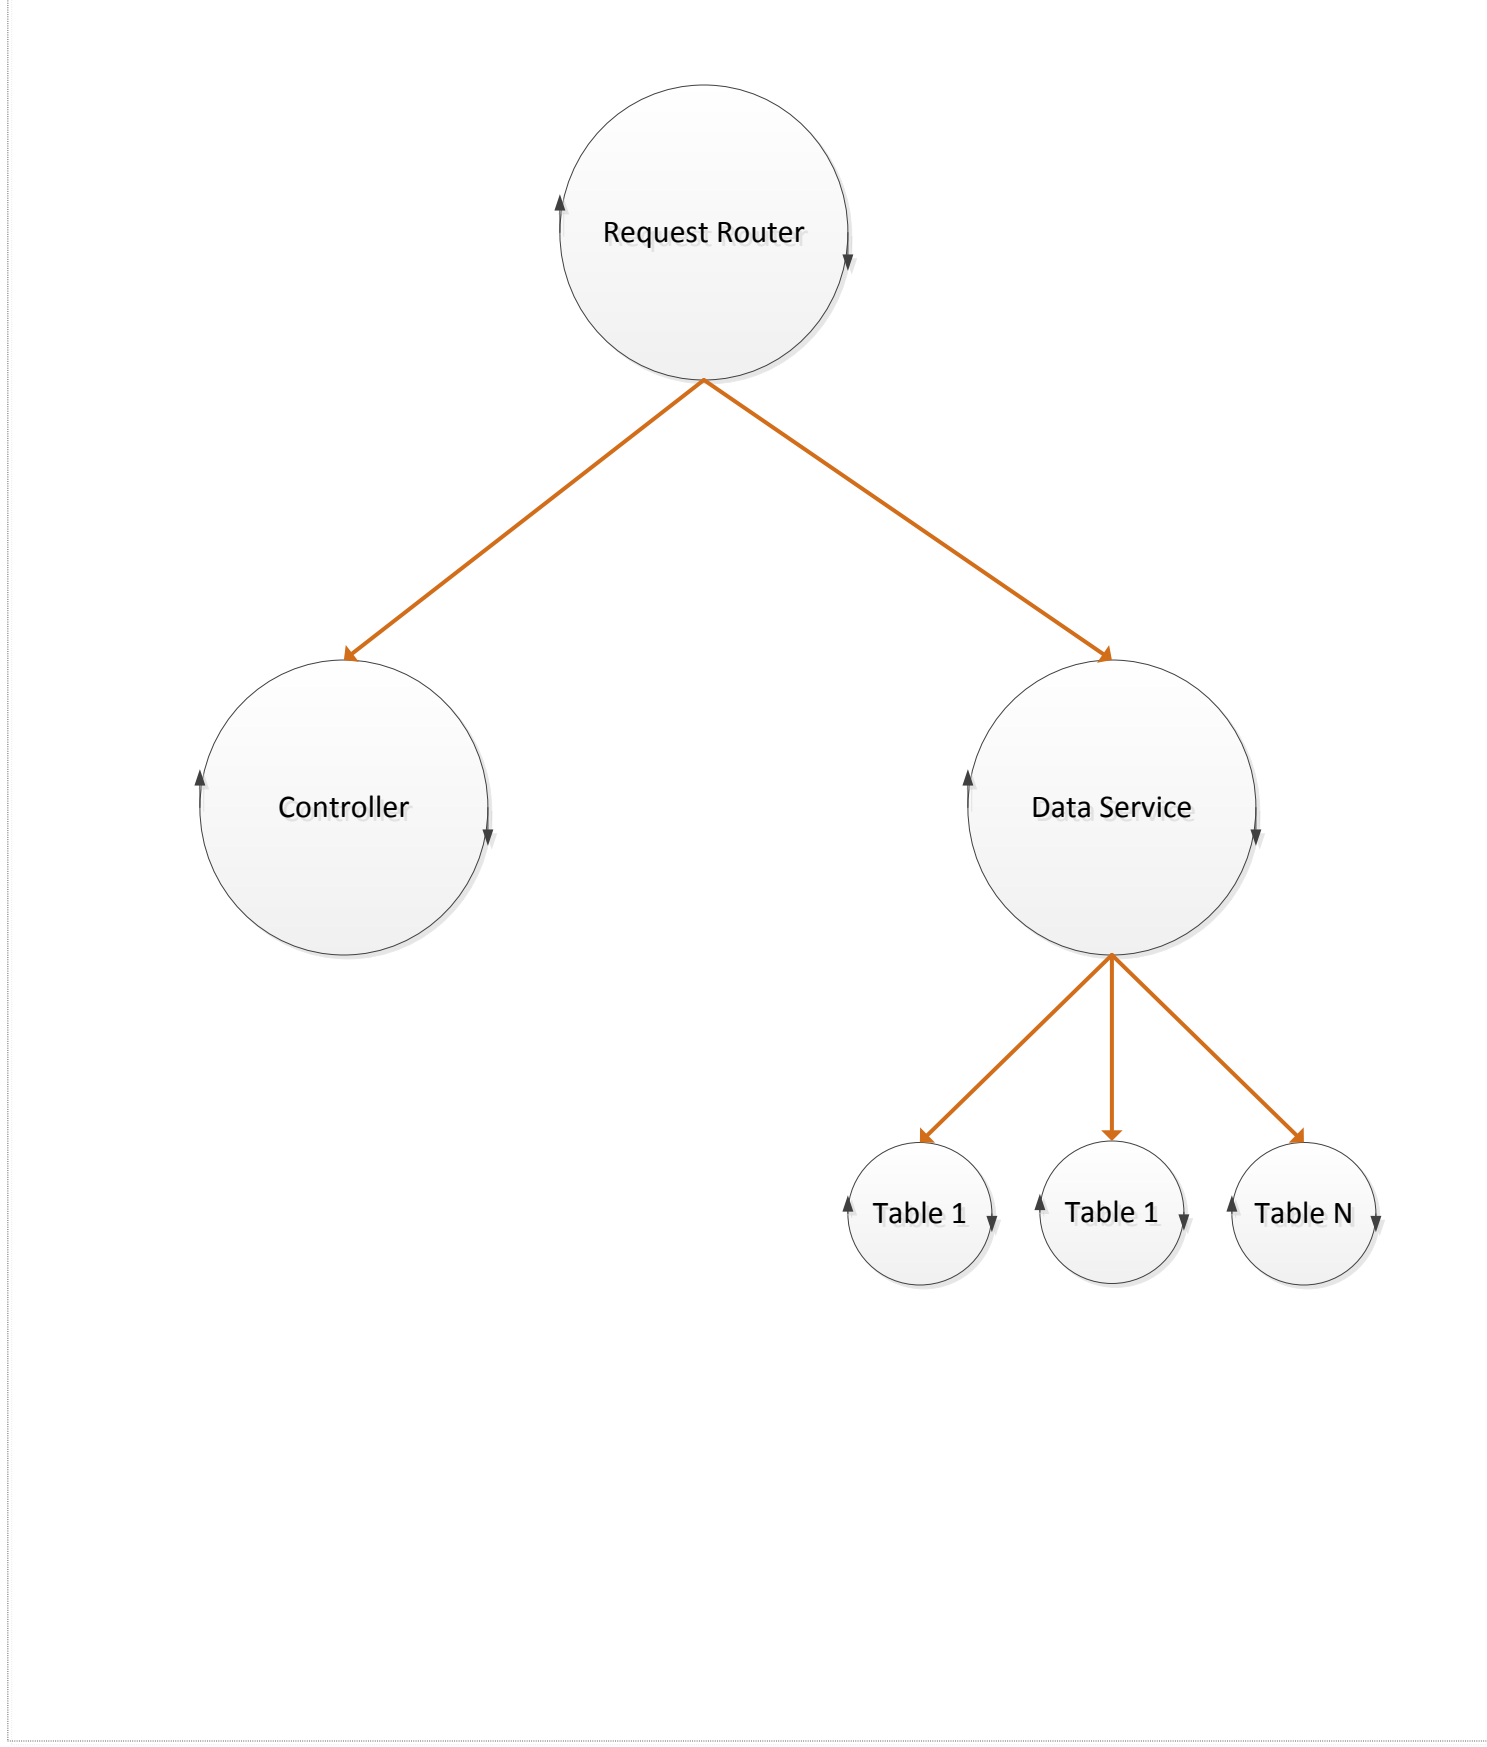 Request Router
Controller
Data Service
Table 1
Table 1
Table N